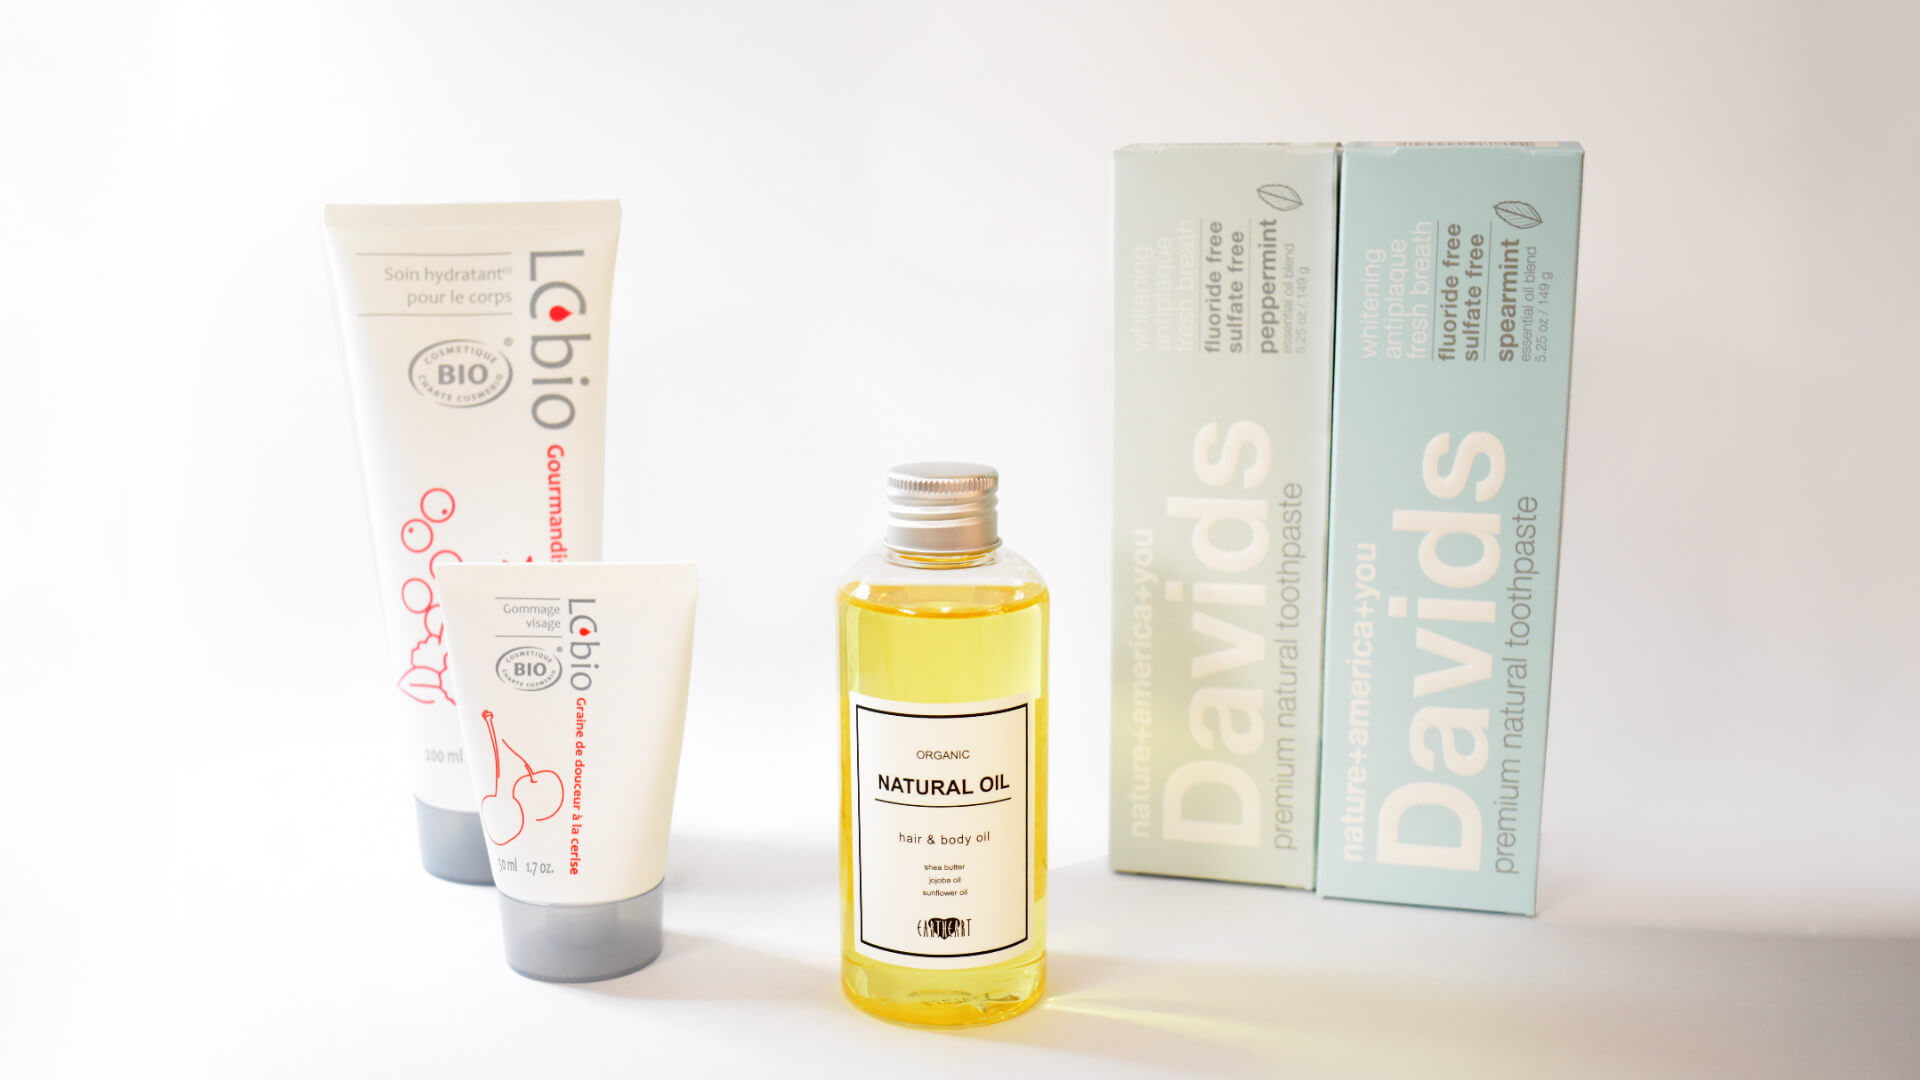 Soin hydratant(1)
pour le corps
LCbio
COSMETIQUE
BIO
CHARTE COSMEBIO
®
200 ml
Gommage
visage
LCbio
COSMETIQUE
BIO
CHARTE COSMEBIO
®
Graine de douceur à la cerise
50 ml 1.7 oz.
ORGANIC
NATURAL OIL
hair & body oil
shea butter
jojoba oil
sunflower oil
EARTHEART
whitening
antiplaque
fresh breath
fluoride free
sulfate free
peppermint
essential oil blend
5.25 oz / 149 g
nature+america+you
Davids
premium natural toothpaste
whitening
antiplaque
fresh breath
fluoride free
sulfate free
spearmint
essential oil blend
5.25 oz / 149 g
nature+america+you
Davids
premium natural toothpaste